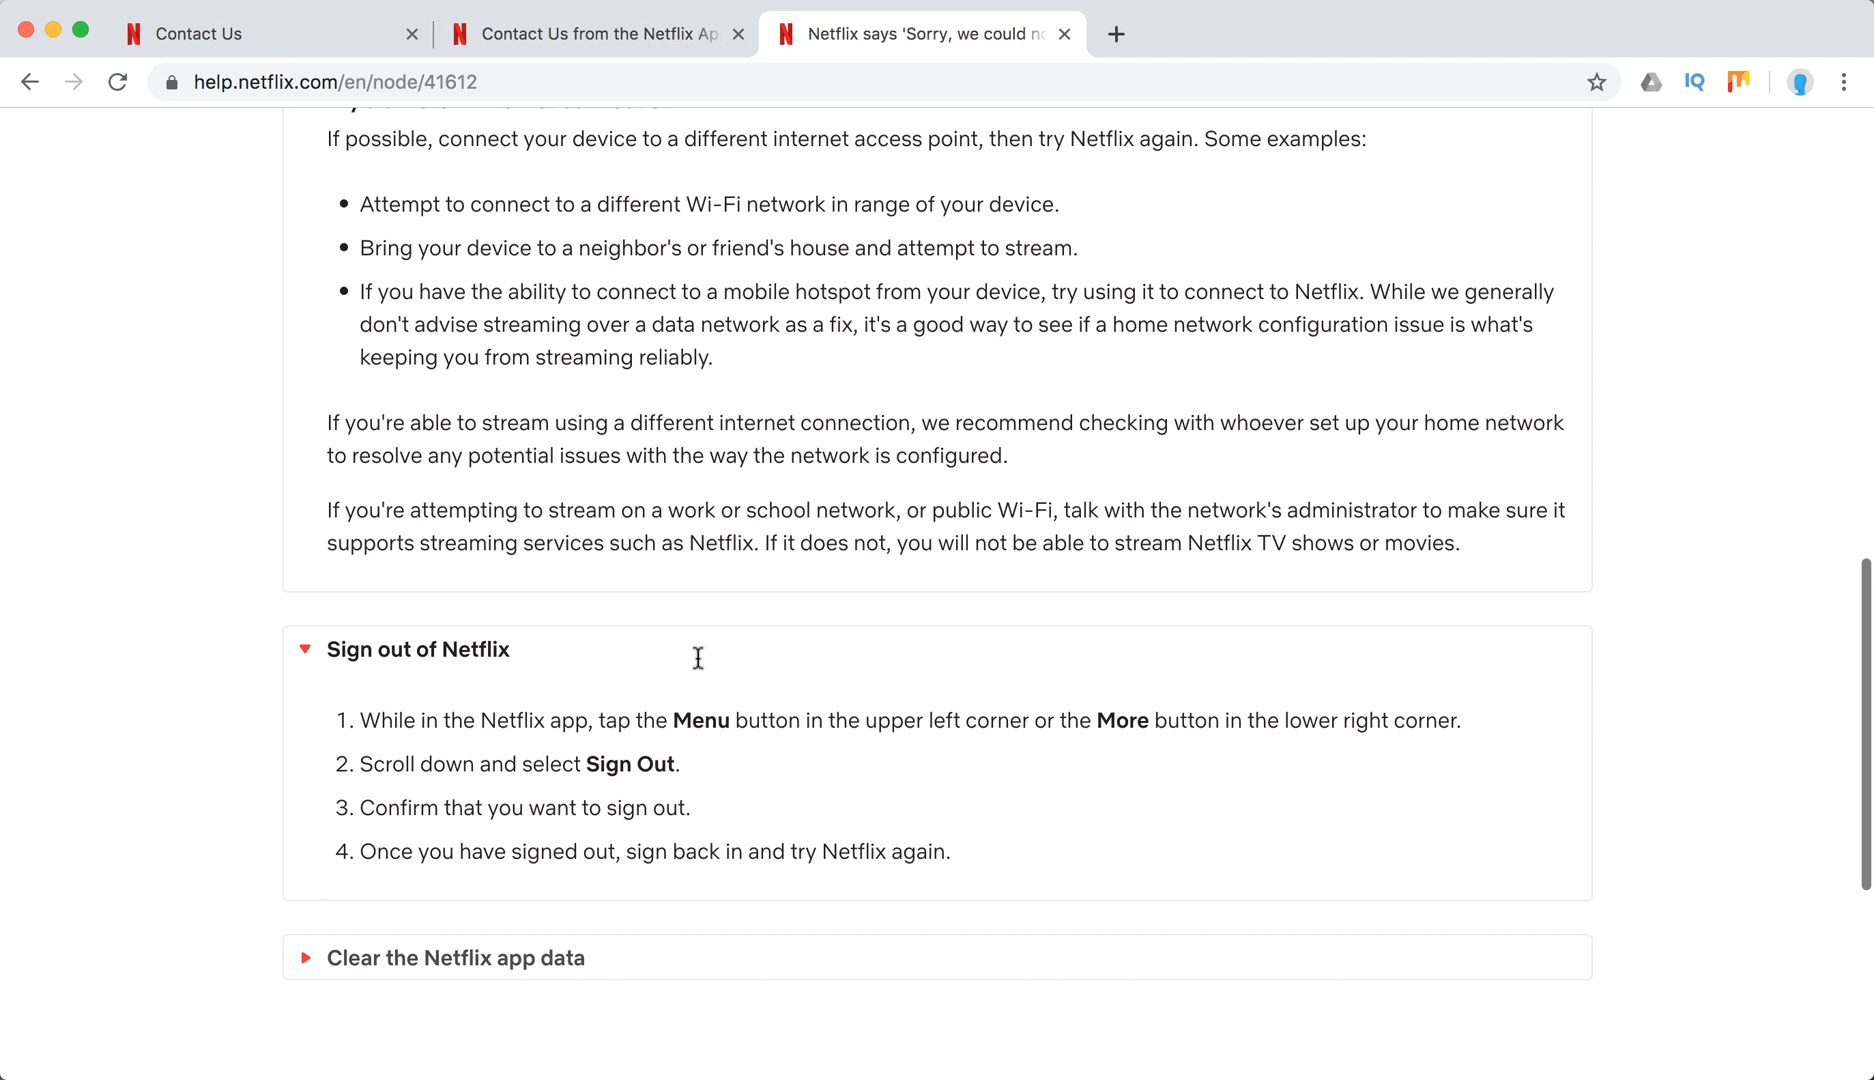 Contact Us
Contact Us from the Netflix Ap
Netflix says 'Sorry, we could no
help.netflix.com/en/node/41612
IQ
If possible, connect your device to a different internet access point, then try Netflix again. Some examples:
Attempt to connect to a different Wi-Fi network in range of your device.
Bring your device to a neighbor's or friend's house and attempt to stream.
If you have the ability to connect to a mobile hotspot from your device, try using it to connect to Netflix. While we generally
don't advise streaming over a data network as a fix, it's a good way to see if a home network configuration issue is what's
keeping you from streaming reliably.
If you're able to stream using a different internet connection, we recommend checking with whoever set up your home network
to resolve any potential issues with the way the network is configured.
If you're attempting to stream on a work or school network, or public Wi-Fi, talk with the network's administrator to make sure it
supports streaming services such as Netflix. If it does not, you will not be able to stream Netflix TV shows or movies.
Sign out of Netflix
1. While in the Netflix app, tap the Menu button in the upper left corner or the More button in the lower right corner.
2. Scroll down and select Sign Out.
3. Confirm that you want to sign out.
4. Once you have signed out, sign back in and try Netflix again.
Clear the Netflix app data